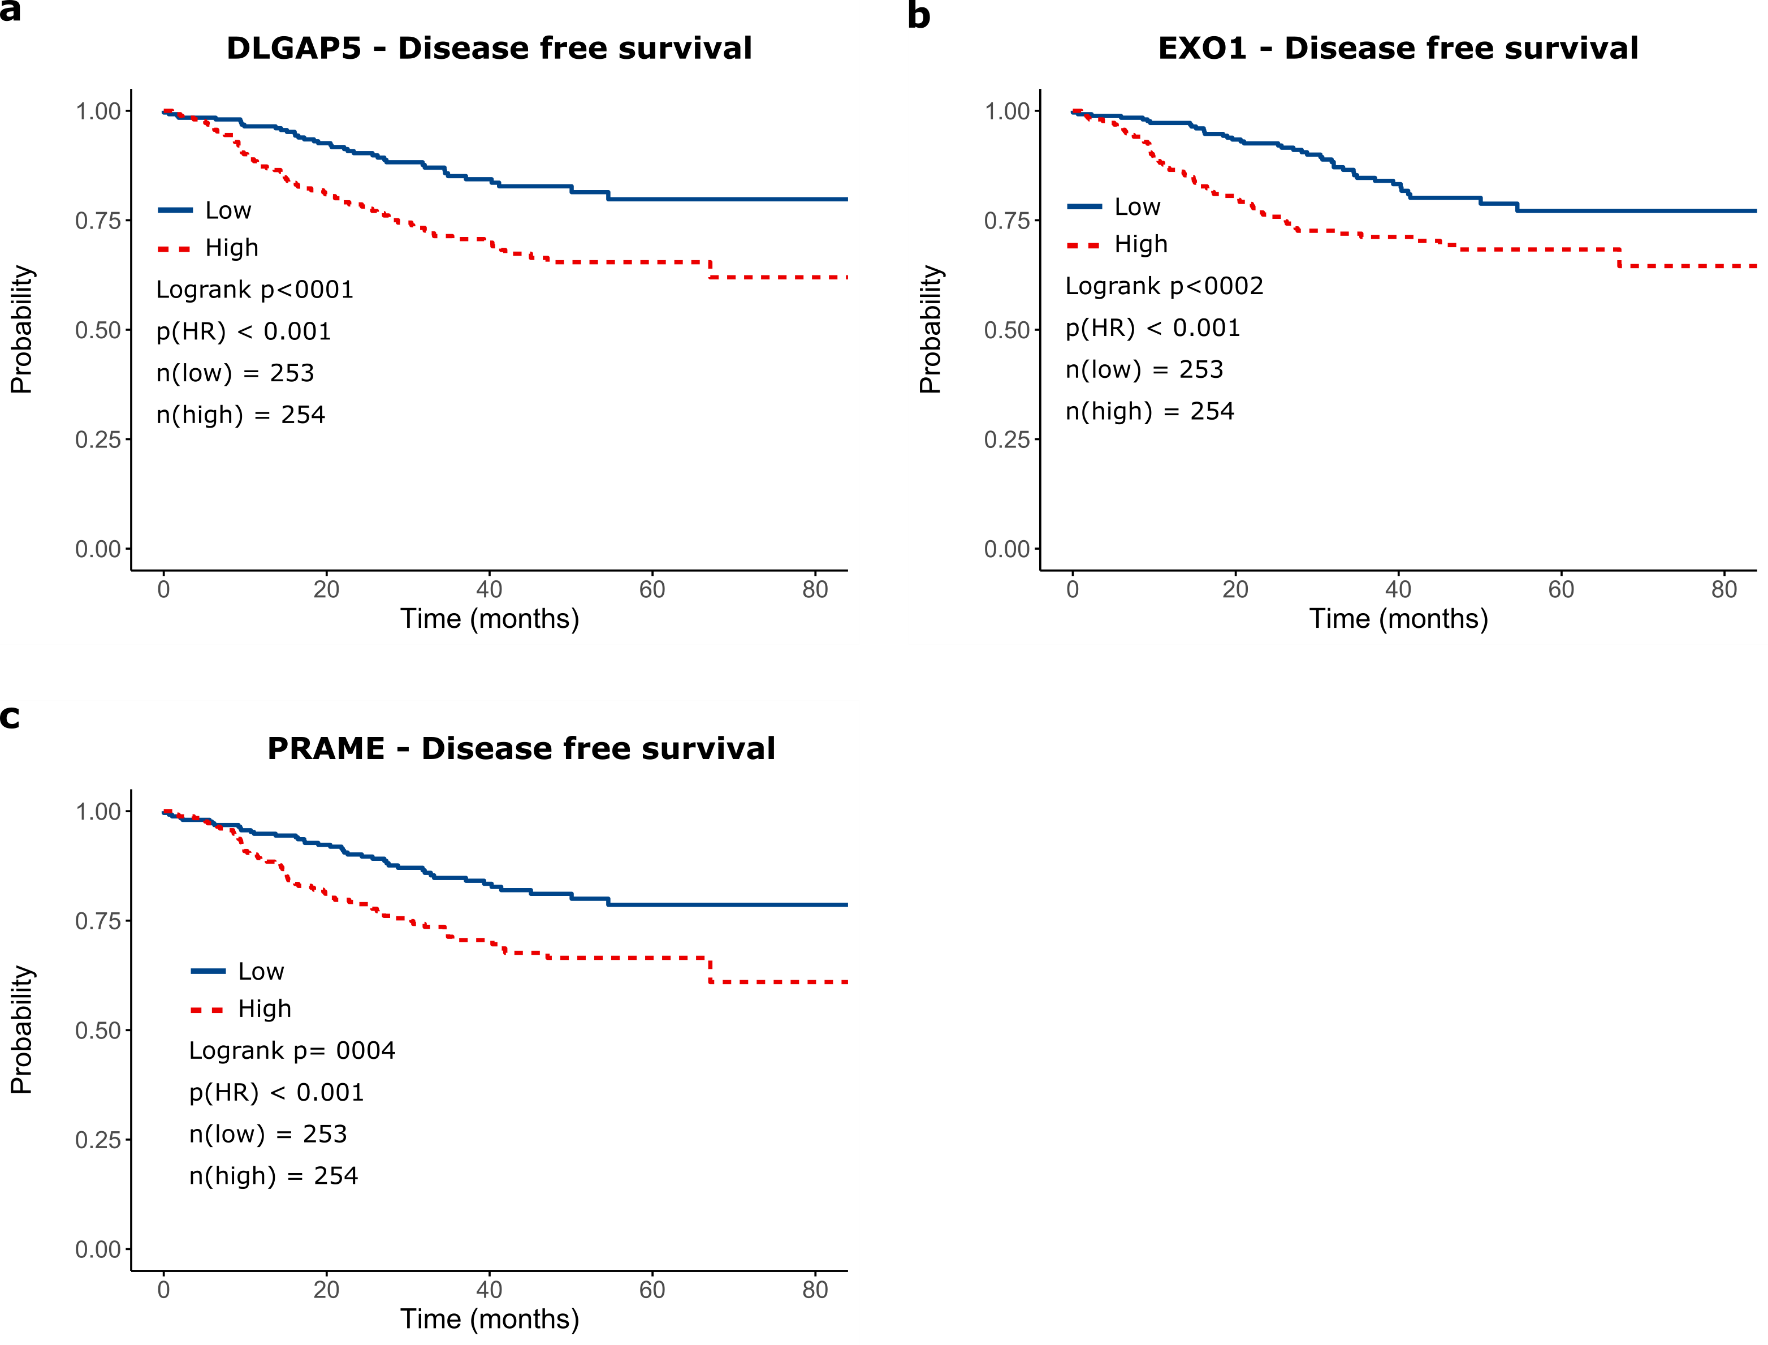 a
DLGAP5 - Disease free survival
1.00
0.75
0.50
0.25
0.00
Probability
Low
High
Logrank p<0001
p(HR) < 0.001
n(low) = 253
n(high) = 254
0 20 40 60 80
Time (months)
b
EXO1 - Disease free survival
1.00
0.75
0.50
0.25
0.00
Probability
Low
High
Logrank p<0002
p(HR) < 0.001
n(low) = 253
n(high) = 254
0 20 40 60 80
Time (months)
c
PRAME - Disease free survival
1.00
0.75
0.50
0.25
0.00
Probability
Low
High
Logrank p= 0004
p(HR) < 0.001
n(low) = 253
n(high) = 254
0 20 40 60 80
Time (months)